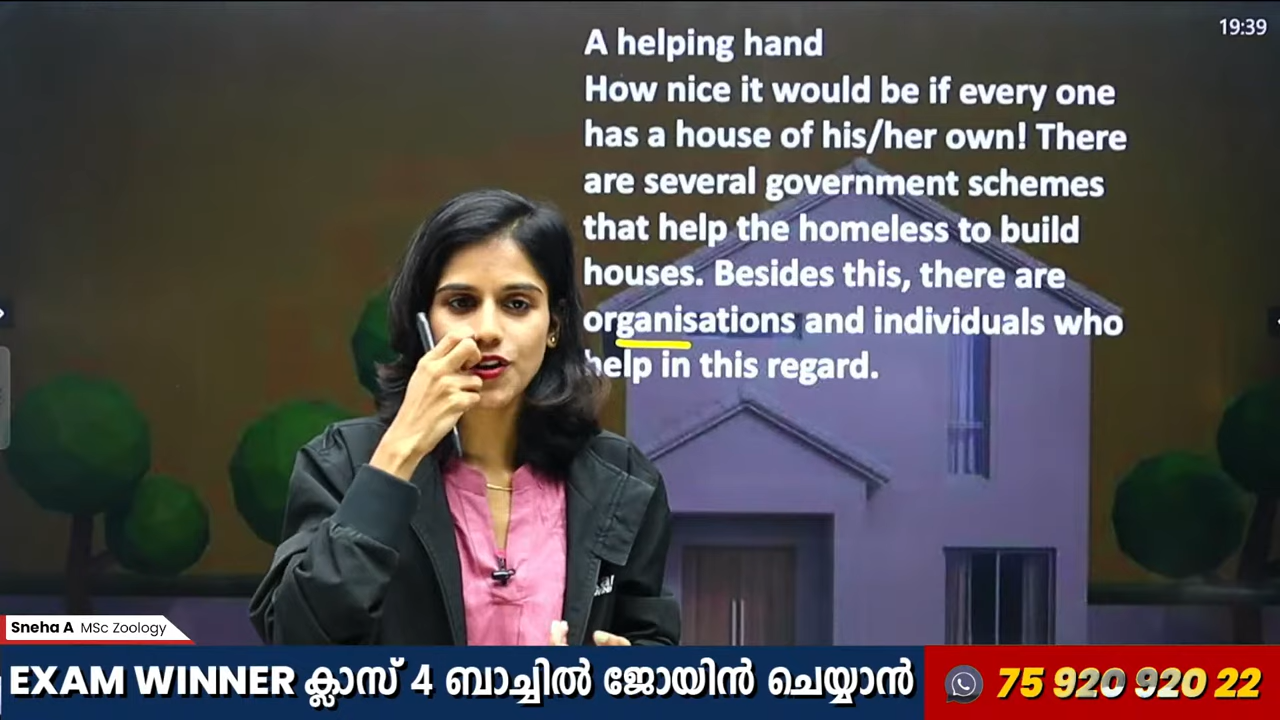 19:39
A helping hand
How nice it would be if every one
has a house of his/her own! There
are several government schemes
that help the homeless to build
houses. Besides this, there are
organisations and individuals who
help in this regard.
Sneha A MSc Zoology
EXAM WINNER ക്ലാസ് 4 ബാച്ചിൽ ജോയിൻ ചെയ്യാൻ
75 920 920 22